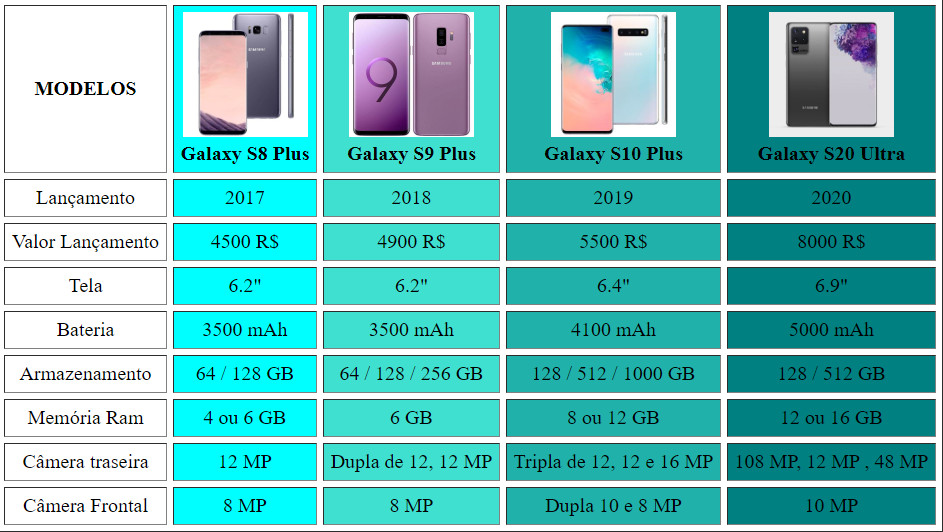 MODELOS
Galaxy S8 Plus Galaxy S9 Plus Galaxy S10 Plus Galaxy S20 Ultra
Lançamento 2017 2018 2019 2020
Valor Lançamento 4500 R$ 4900 R$ 5500 R$ 8000 R$
Tela 6.2" 6.2" 6.4" 6.9"
Bateria 3500 mAh 3500 mAh 4100 mAh 5000 mAh
Armazenamento 64 / 128 GB 64 / 128 / 256 GB 128 / 512 / 1000 GB 128 / 512 GB
Memória Ram 4 ou 6 GB 6 GB 8 ou 12 GB 12 ou 16 GB
Câmera traseira 12 MP Dupla de 12, 12 MP Tripla de 12, 12 e 16 MP 108 MP, 12 MP , 48 MP
Câmera Frontal 8 MP 8 MP Dupla 10 e 8 MP 10 MP